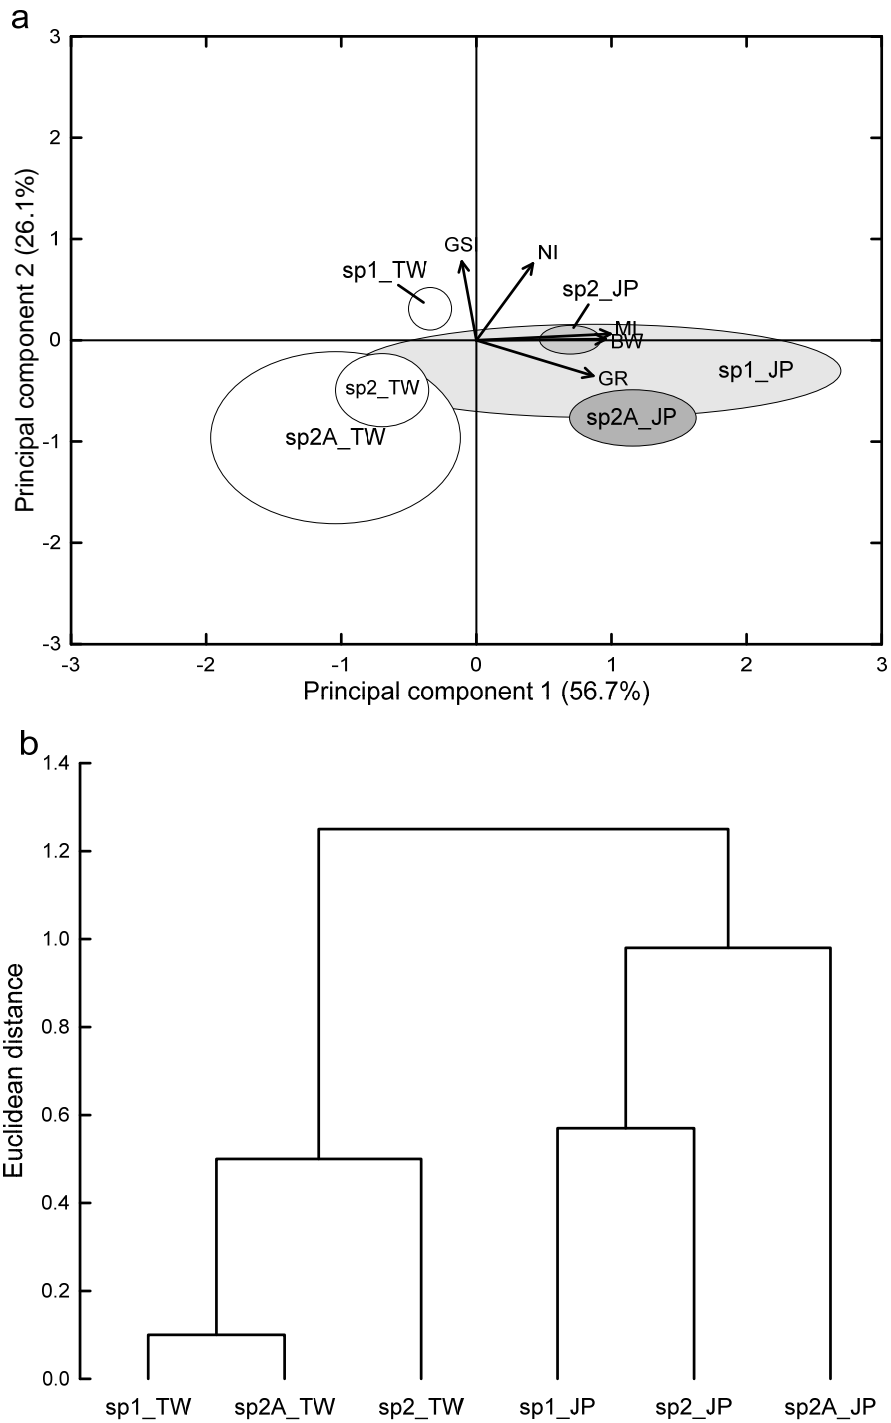 a
3
2
1
0
-1
-2
-3
Principal component 2 (26.1%)
GSI
NI
sp1_TW
sp2_JP
MI
BW
sp1_JP
GR
sp2_TW
sp2A_JP
sp2A_TW
-3 -2 -1 0 1 2 3
Principal component 1 (56.7%)
b
1.4
1.2
1.0
0.8
0.6
0.4
0.2
0.0
Euclidean distance
sp1_TW sp2A_TW sp2_TW sp1_JP sp2_JP sp2A_JP